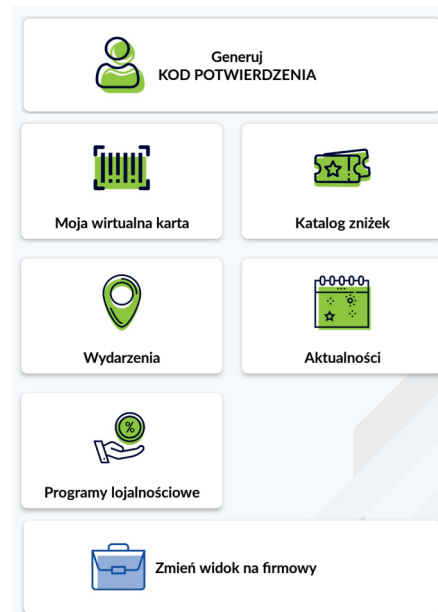 Generuj
KOD POTWIERDZENIA
Moja wirtualna karta
Katalog zniżek
Wydarzenia
Aktualności
%
Programy lojalnościowe
Zmień widok na firmowy